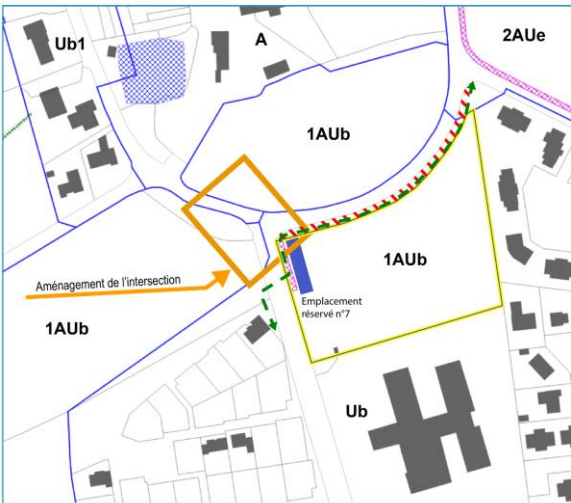 Ub1
A
2AUe
1AUb
Aménagement de l'intersection
1AUb
1AUb
Emplacement
réservé n°7
Ub